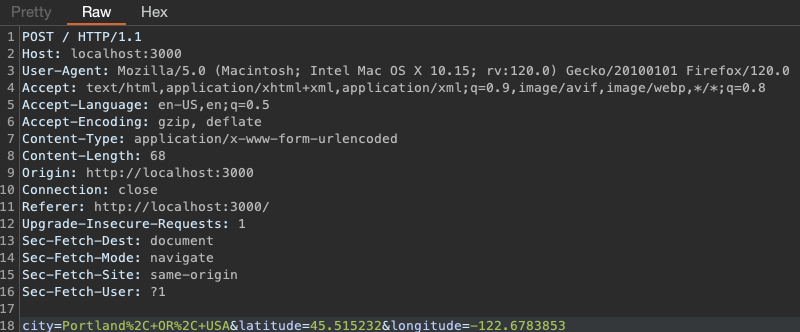 Pretty Raw Hex
1 POST / HTTP/1.1
2 Host: localhost:3000
3 User-Agent: Mozilla/5.0 (Macintosh; Intel Mac OS X 10.15; rv:120.0) Gecko/20100101 Firefox/120.0
4 Accept: text/html,application/xhtml+xml,application/xml;q=0.9,image/avif,image/webp,*/*;q=0.8
5 Accept-Language: en-US,en;q=0.5
6 Accept-Encoding: gzip, deflate
7 Content-Type: application/x-www-form-urlencoded
8 Content-Length: 68
9 Origin: http://localhost:3000
10 Connection: close
11 Referer: http://localhost:3000/
12 Upgrade-Insecure-Requests: 1
13 Sec-Fetch-Dest: document
14 Sec-Fetch-Mode: navigate
15 Sec-Fetch-Site: same-origin
16 Sec-Fetch-User: ?1
17
18 city=Portland%2C+OR%2C+USA&latitude=45.515232&longitude=-122.6783853